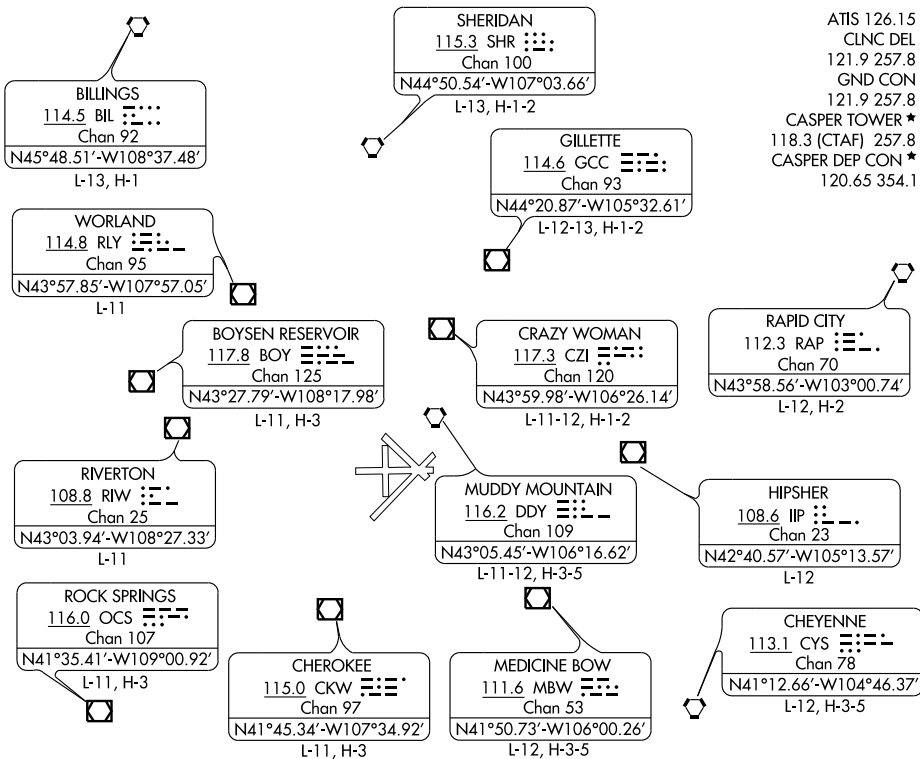 SHERIDAN
115.3 SHR
Chan 100
N44°50.54′-W107°03.66′
L-13, H-1-2
ATIS 126.15
CLNC DEL
121.9 257.8
GND CON
121.9 257.8
CASPER TOWER ★
118.3 (CTAF) 257.8
CASPER DEP CON ★
120.65 354.1
BILLINGS
114.5 BIL
Chan 92
N45°48.51′-W108°37.48′
L-13, H-1
GILLETTE
114.6 GCC
Chan 93
N44°20.87′-W105°32.61′
L-12-13, H-1-2
WORLAND
114.8 RLY
Chan 95
N43°57.85′-W107°57.05′
L-11
BOYSEN RESERVOIR
117.8 BOY
Chan 125
N43°27.79′-W108°17.98′
L-11, H-3
CRAZY WOMAN
117.3 CZI
Chan 120
N43°59.98′-W106°26.14′
L-11-12, H-1-2
RAPID CITY
112.3 RAP
Chan 70
N43°58.56′-W103°00.74′
L-12, H-2
RIVERTON
108.8 RIW
Chan 25
N43°03.94′-W108°27.33′
L-11
MUDDY MOUNTAIN
116.2 DDY
Chan 109
N43°05.45′-W106°16.62′
L-11-12, H-3-5
HIPSHER
108.6 IIP
Chan 23
N42°40.57′-W105°13.57′
L-12
ROCK SPRINGS
116.0 OCS
Chan 107
N41°35.41′-W109°00.92′
L-11, H-3
CHEROKEE
115.0 CKW
Chan 97
N41°45.34′-W107°34.92′
L-11, H-3
MEDICINE BOW
111.6 MBW
Chan 53
N41°50.73′-W106°00.26′
L-12, H-3-5
CHEYENNE
113.1 CYS
Chan 78
N41°12.66′-W104°46.37′
L-12, H-3-5